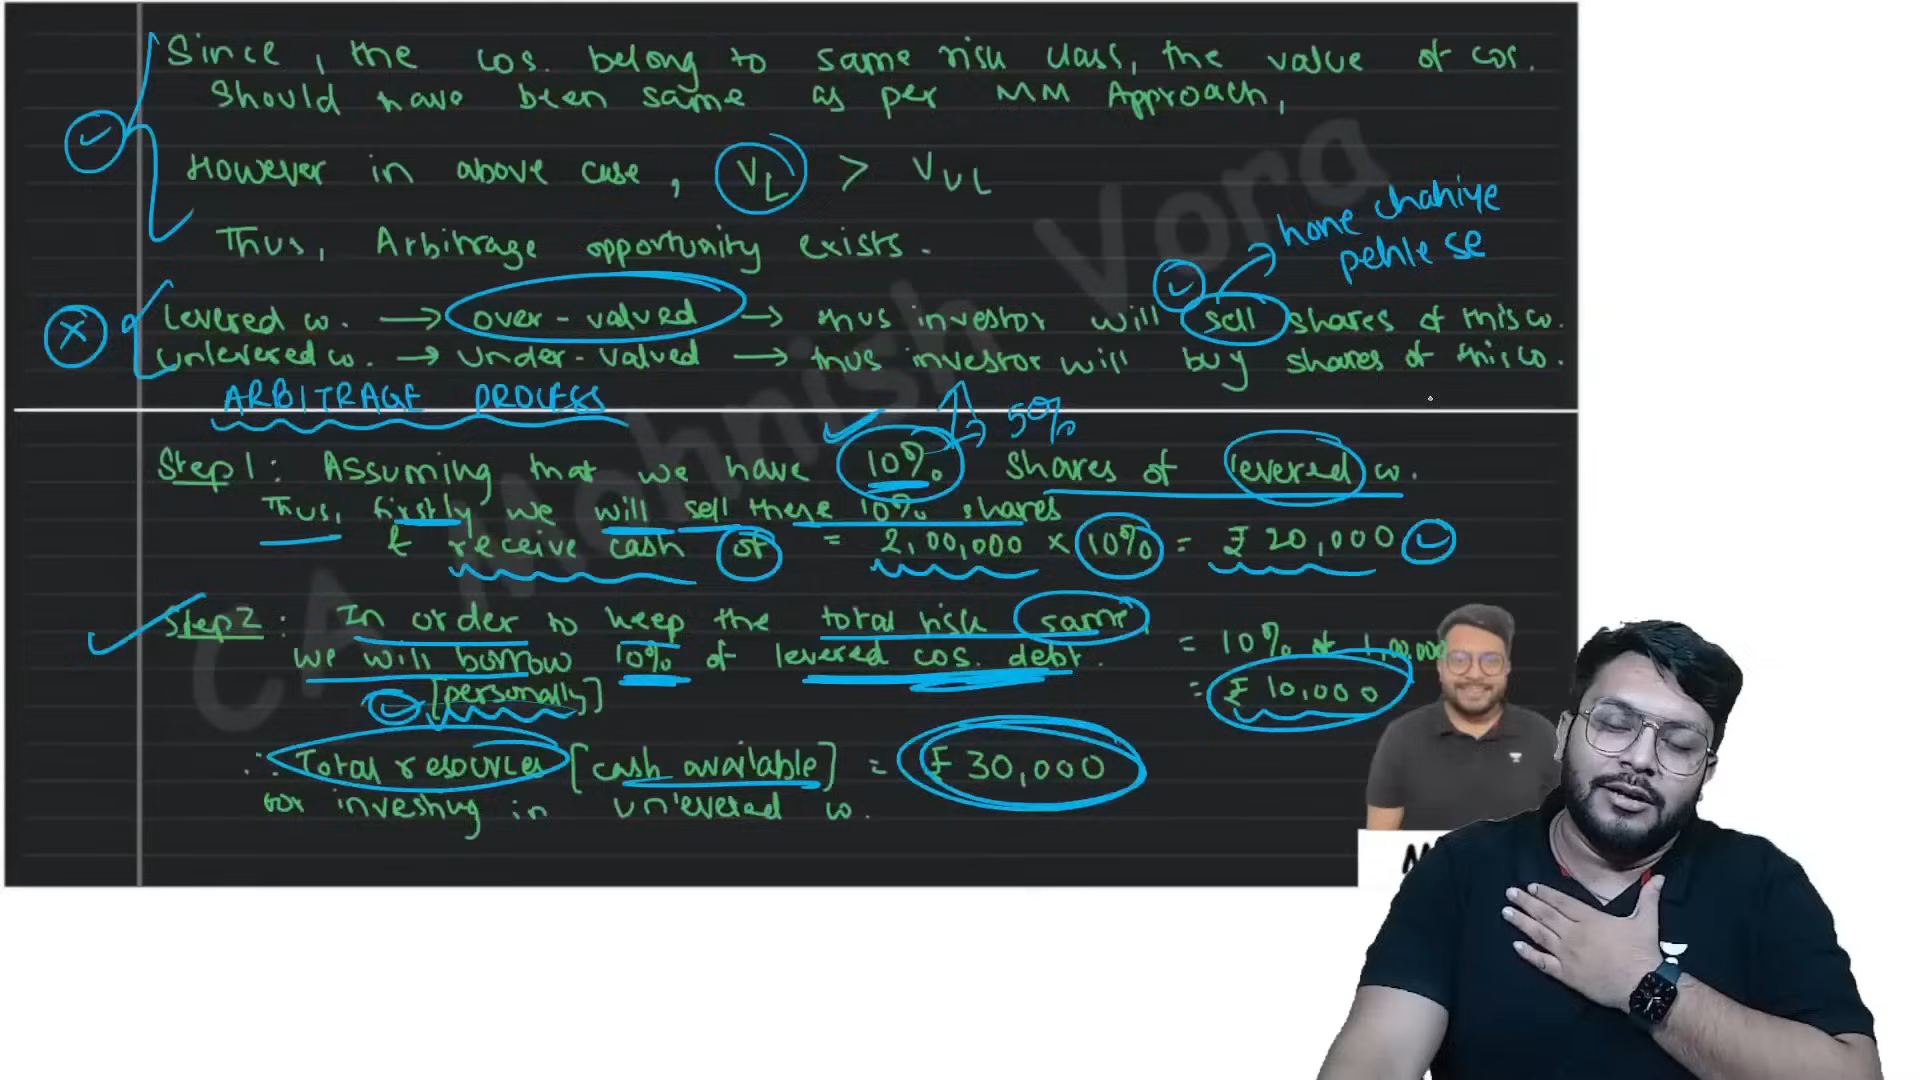 Since, the cos. belong to same risk class, the value of cos.
should have been same as per MM Approach,
However in above case, VL > VUL
hone chahiye
pehle se
Thus, Arbitrage opportunity exists.
Levered co. → over-valued → thus investor will sell shares of this co.
Unlevered co. → Under-valued → thus investor will buy shares of this co.
ARBITRAGE PROCESS
50%
Step 1: Assuming that we have 10% shares of levered co.
Thus, firstly we will sell these 10% shares
& receive cash of = 2,00,000 × 10% = ₹ 20,000
Step 2: In order to keep the total risk same,
we will borrow 10% of levered cos. debt. = 10% of 1,00,000
[personally] = ₹ 10,000
∴ Total resources [cash available] = ₹ 30,000
for investing in unlevered co.
CA Mohnish Vora